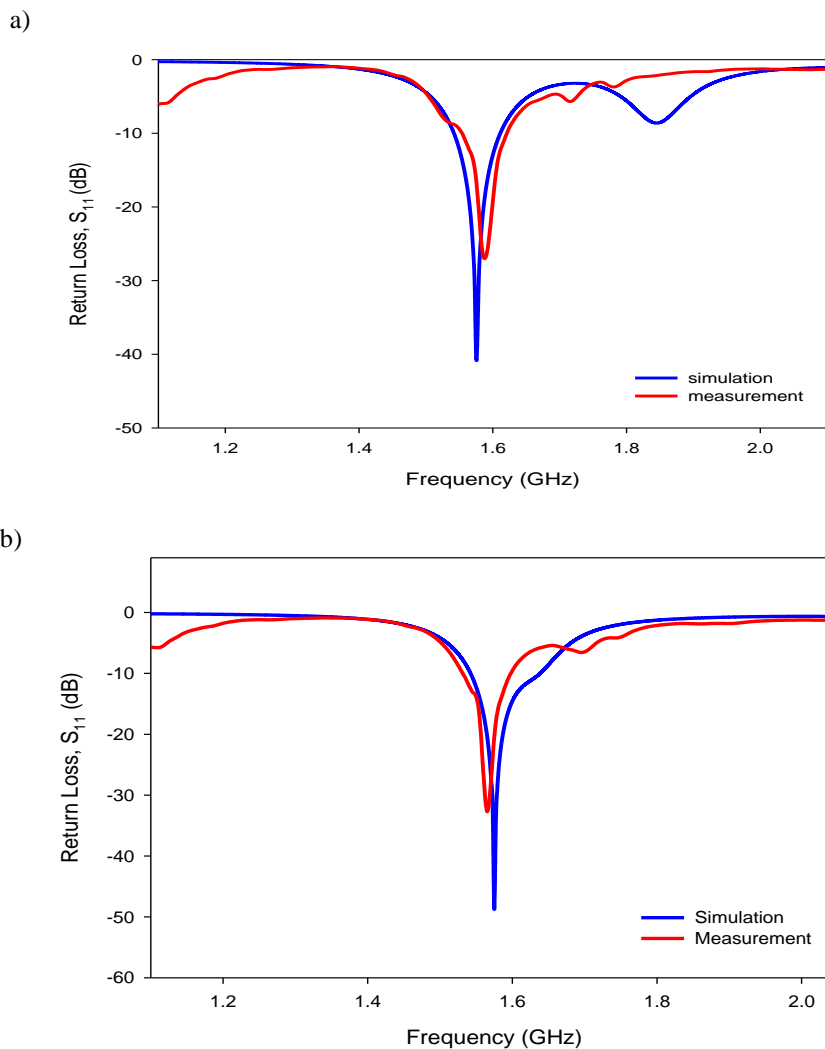 a)
0
-10
-20
-30
-40
-50
Return Loss, S11 (dB)
simulation
measurement
1.2 1.4 1.6 1.8 2.0
Frequency (GHz)
b)
0
-10
-20
-30
-40
-50
-60
Return Loss, S11 (dB)
Simulation
Measurement
1.2 1.4 1.6 1.8 2.0
Frequency (GHz)